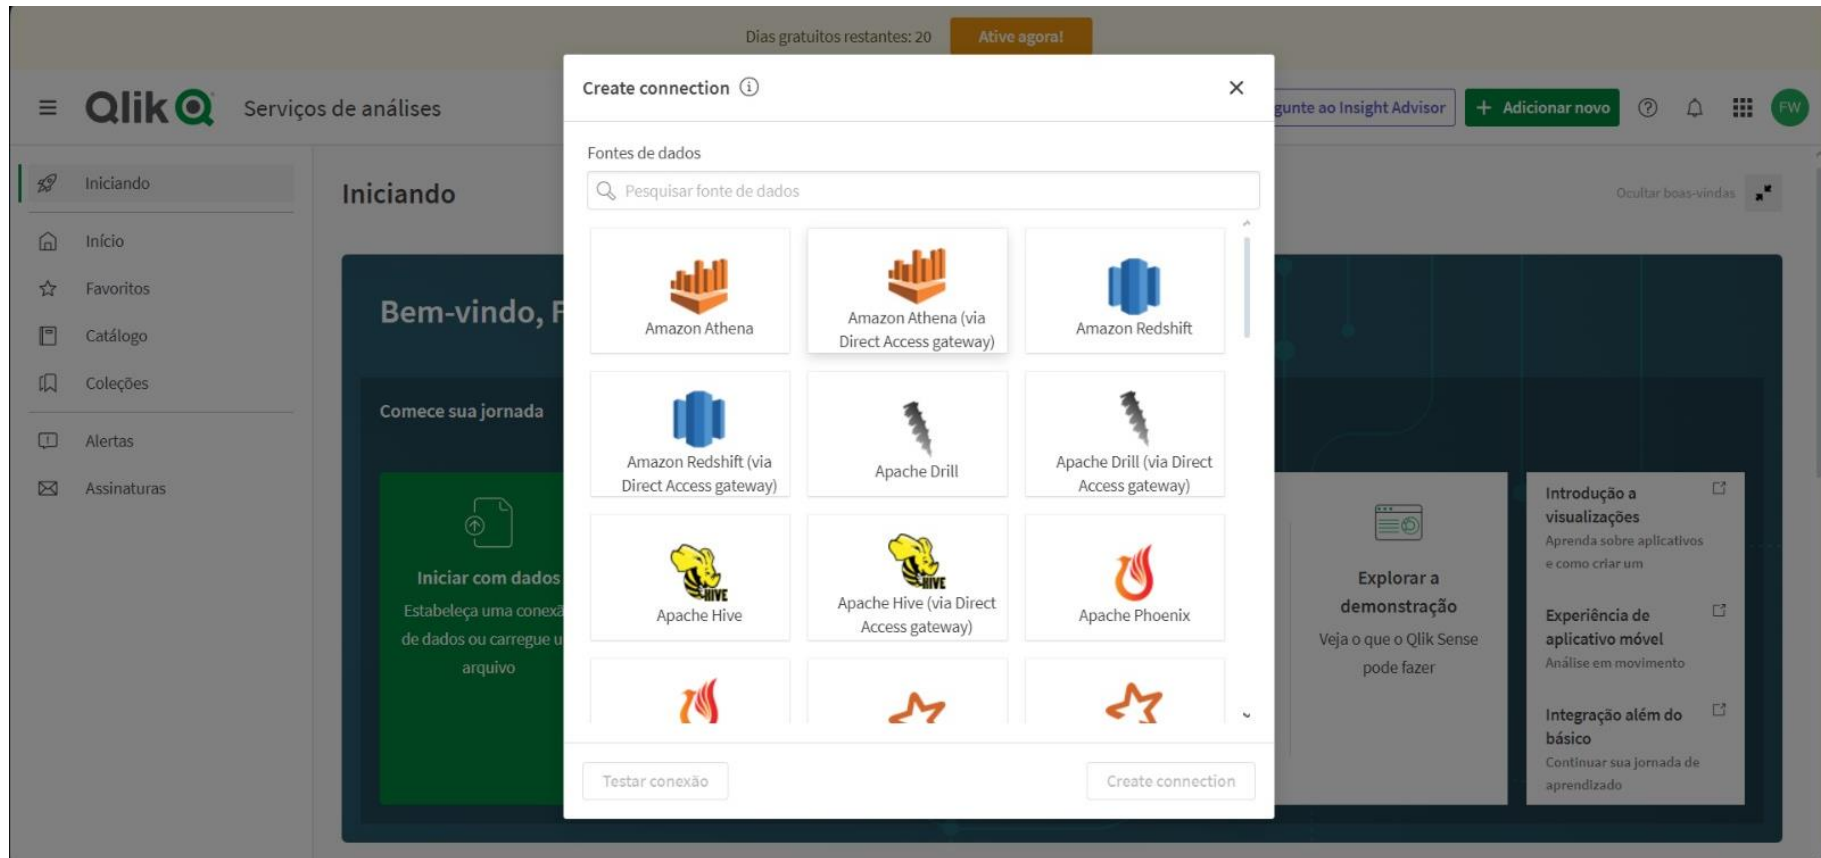 Dias gratuitos restantes: 20
Ative agora!
Qlik
Serviços de análises
Create connection
gunte ao Insight Advisor
+ Adicionar novo
FW
Iniciando
Início
Favoritos
Catálogo
Coleções
Alertas
Assinaturas
Iniciando
Ocultar boas-vindas
Bem-vindo, F
Comece sua jornada
Iniciar com dados
Estabeleça uma conexã
de dados ou carregue u
arquivo
Fontes de dados
Pesquisar fonte de dados
Amazon Athena
Amazon Athena (via
Direct Access gateway)
Amazon Redshift
Amazon Redshift (via
Direct Access gateway)
Apache Drill
Apache Drill (via Direct
Access gateway)
HIVE
Apache Hive
HIVE
Apache Hive (via Direct
Access gateway)
Apache Phoenix
Testar conexão
Create connection
Explorar a
demonstração
Veja o que o Qlik Sense
pode fazer
Introdução a
visualizações
Aprenda sobre aplicativos
e como criar um
Experiência de
aplicativo móvel
Análise em movimento
Integração além do
básico
Continuar sua jornada de
aprendizado